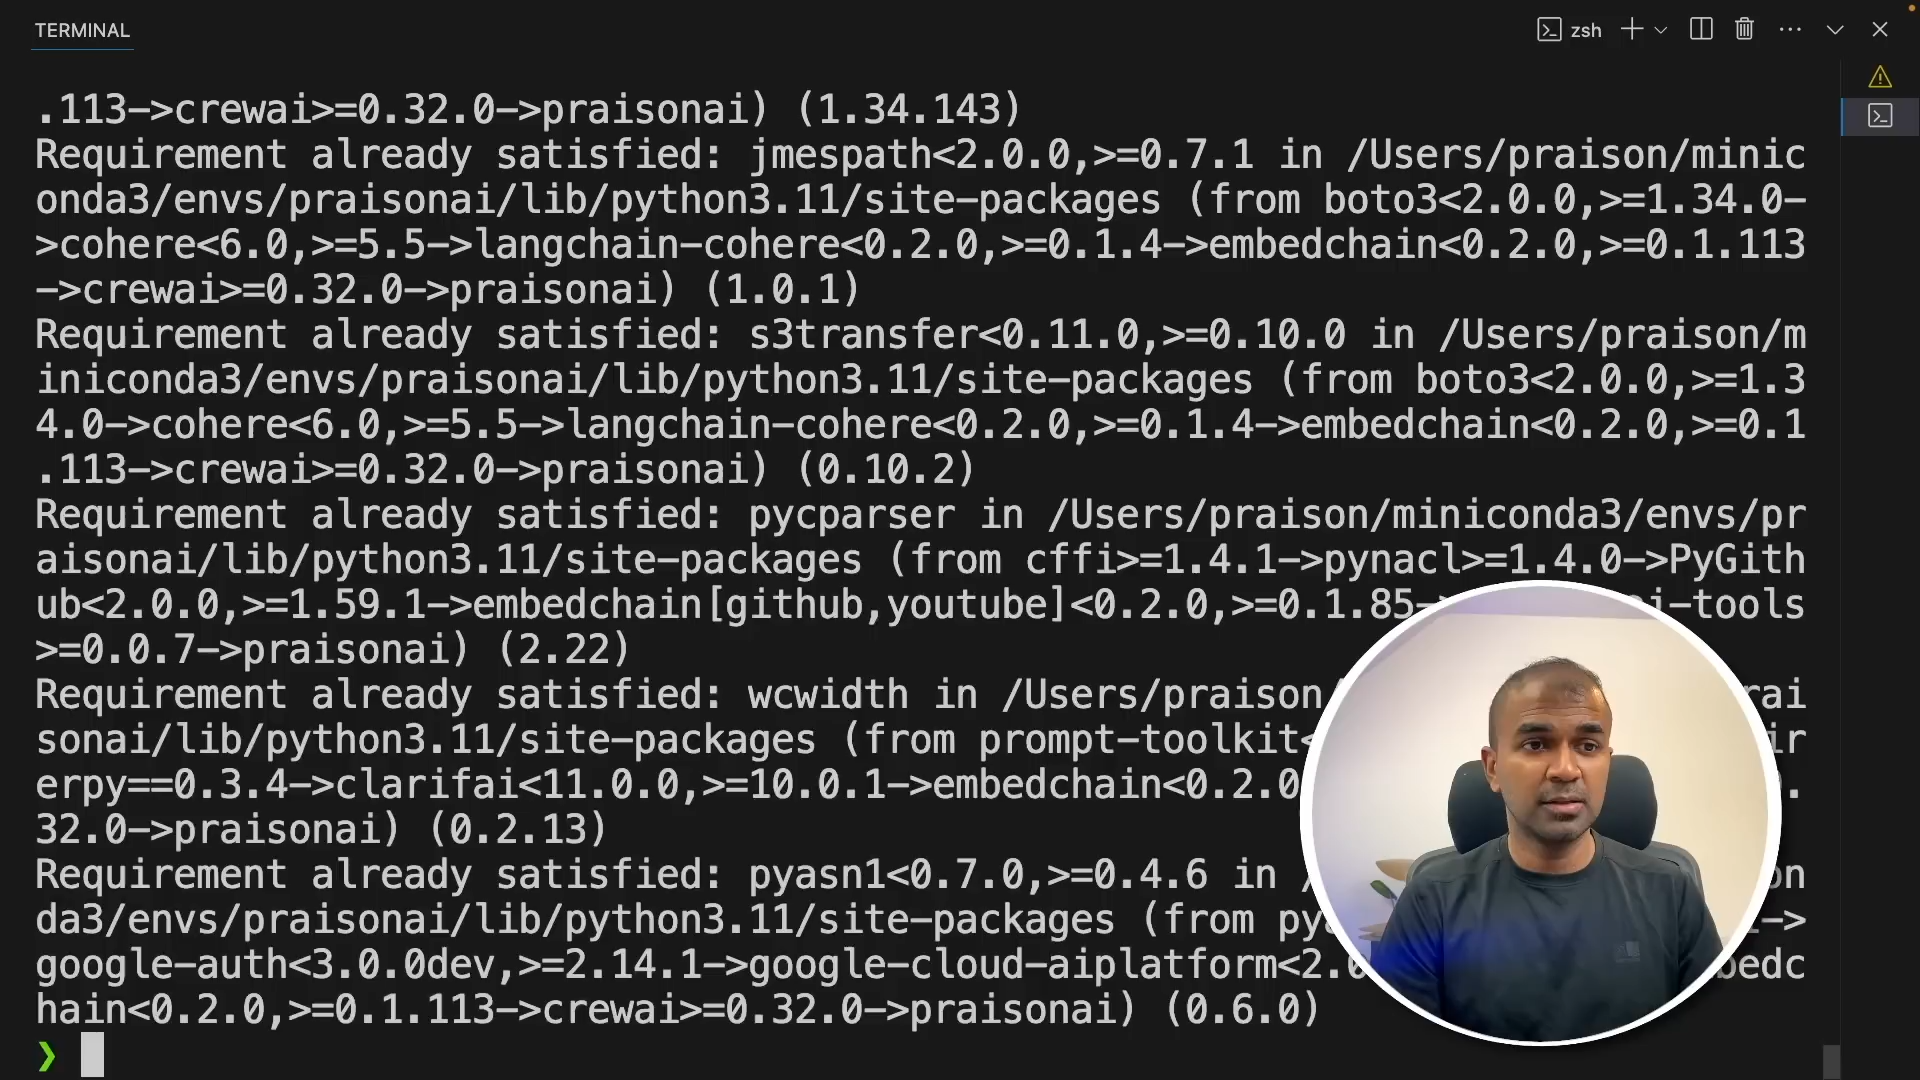 TERMINAL
zsh
.113->crewai>=0.32.0->praisonai) (1.34.143)
Requirement already satisfied: jmespath<2.0.0,>=0.7.1 in /Users/praison/minic
onda3/envs/praisonai/lib/python3.11/site-packages (from boto3<2.0.0,>=1.34.0-
>cohere<6.0,>=5.5->langchain-cohere<0.2.0,>=0.1.4->embedchain<0.2.0,>=0.1.113
->crewai>=0.32.0->praisonai) (1.0.1)
Requirement already satisfied: s3transfer<0.11.0,>=0.10.0 in /Users/praison/m
iniconda3/envs/praisonai/lib/python3.11/site-packages (from boto3<2.0.0,>=1.3
4.0->cohere<6.0,>=5.5->langchain-cohere<0.2.0,>=0.1.4->embedchain<0.2.0,>=0.1
.113->crewai>=0.32.0->praisonai) (0.10.2)
Requirement already satisfied: pycparser in /Users/praison/miniconda3/envs/pr
aisonai/lib/python3.11/site-packages (from cffi>=1.4.1->pynacl>=1.4.0->PyGith
ub<2.0.0,>=1.59.1->embedchain[github,youtube]<0.2.0,>=0.1.85- i-tools
>=0.0.7->praisonai) (2.22)
Requirement already satisfied: wcwidth in /Users/praison/ rai
sonai/lib/python3.11/site-packages (from prompt-toolkit< ir
erpy==0.3.4->clarifai<11.0.0,>=10.0.1->embedchain<0.2.0 .
32.0->praisonai) (0.2.13)
Requirement already satisfied: pyasn1<0.7.0,>=0.4.6 in / on
da3/envs/praisonai/lib/python3.11/site-packages (from py ->
google-auth<3.0.0dev,>=2.14.1->google-cloud-aiplatform<2.0 bedc
hain<0.2.0,>=0.1.113->crewai>=0.32.0->praisonai) (0.6.0)
❯